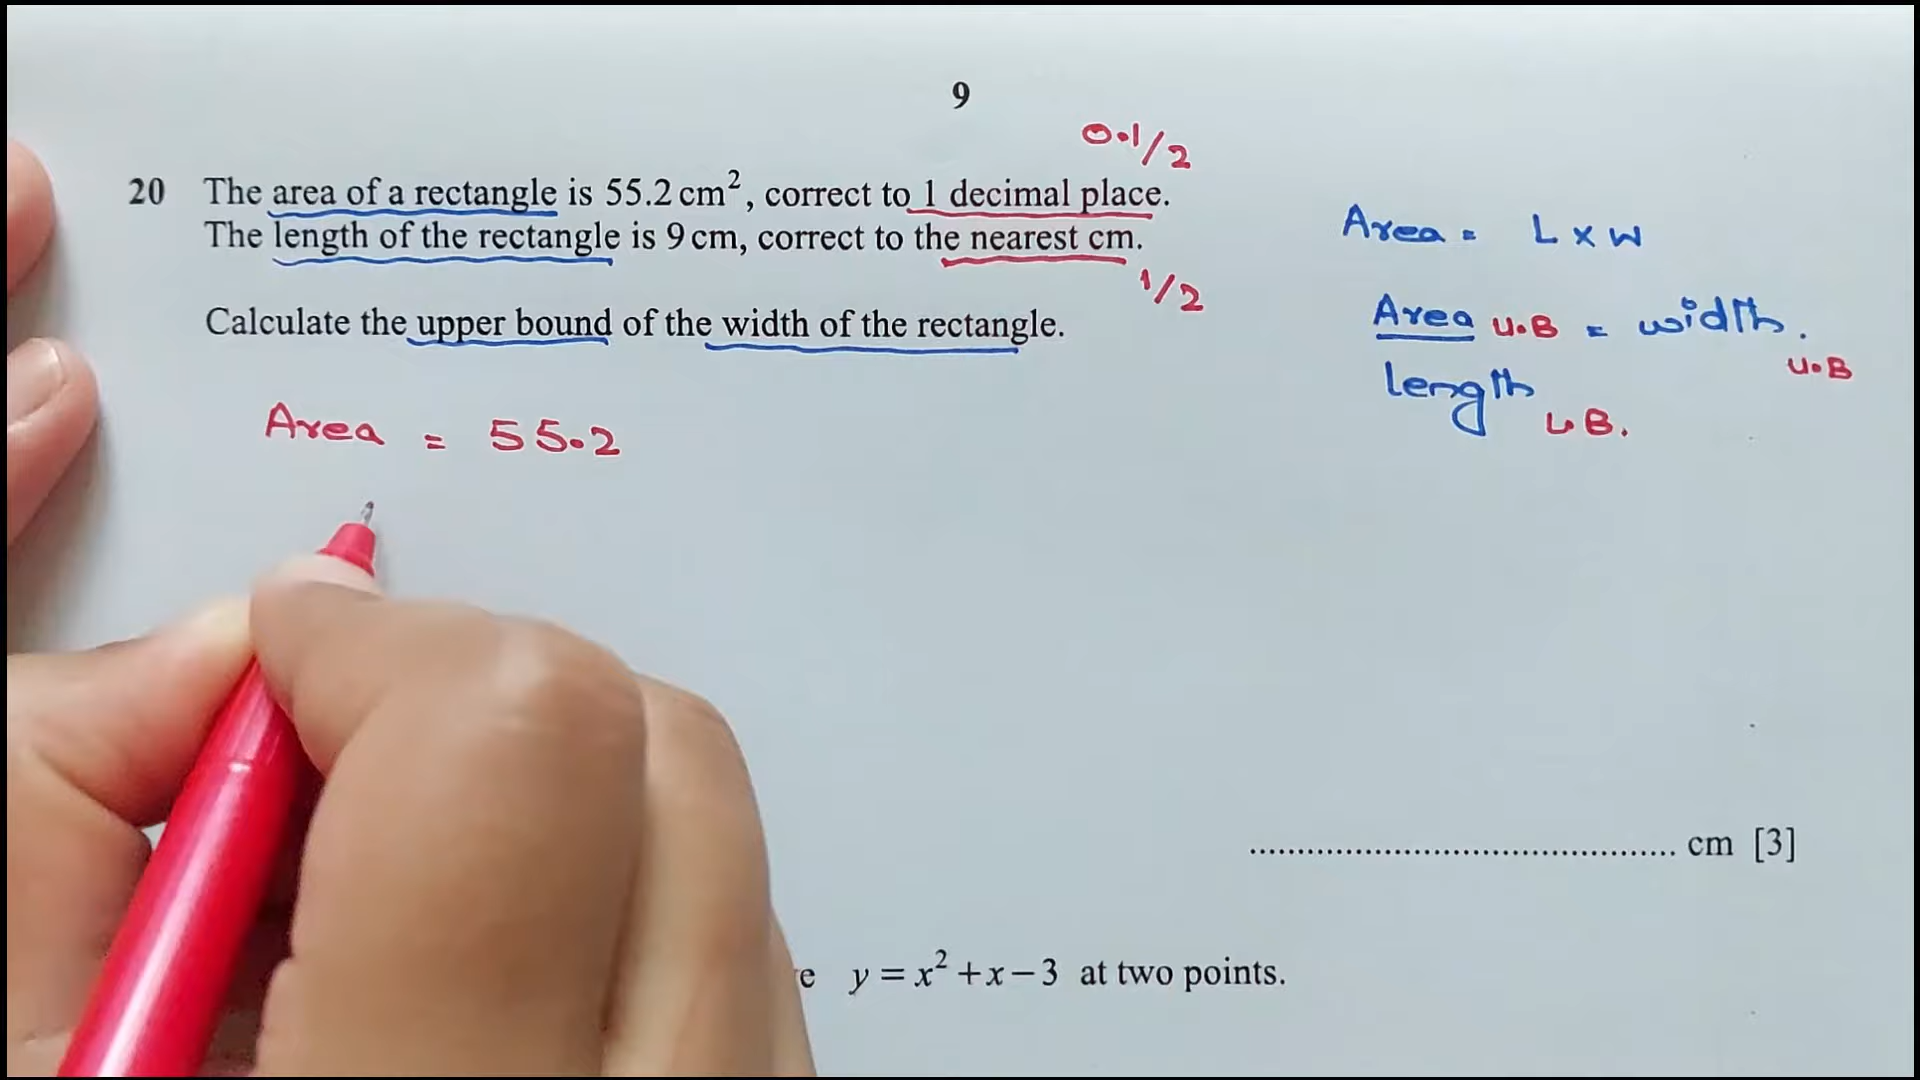 9
0.1/2
20 The area of a rectangle is 55.2 cm², correct to 1 decimal place.
The length of the rectangle is 9 cm, correct to the nearest cm.
1/2
Calculate the upper bound of the width of the rectangle.
Area = L x W
Area U.B = width.
U.B
length
L B.
Area = 55.2
.......................................... cm [3]
y = x² + x − 3 at two points.